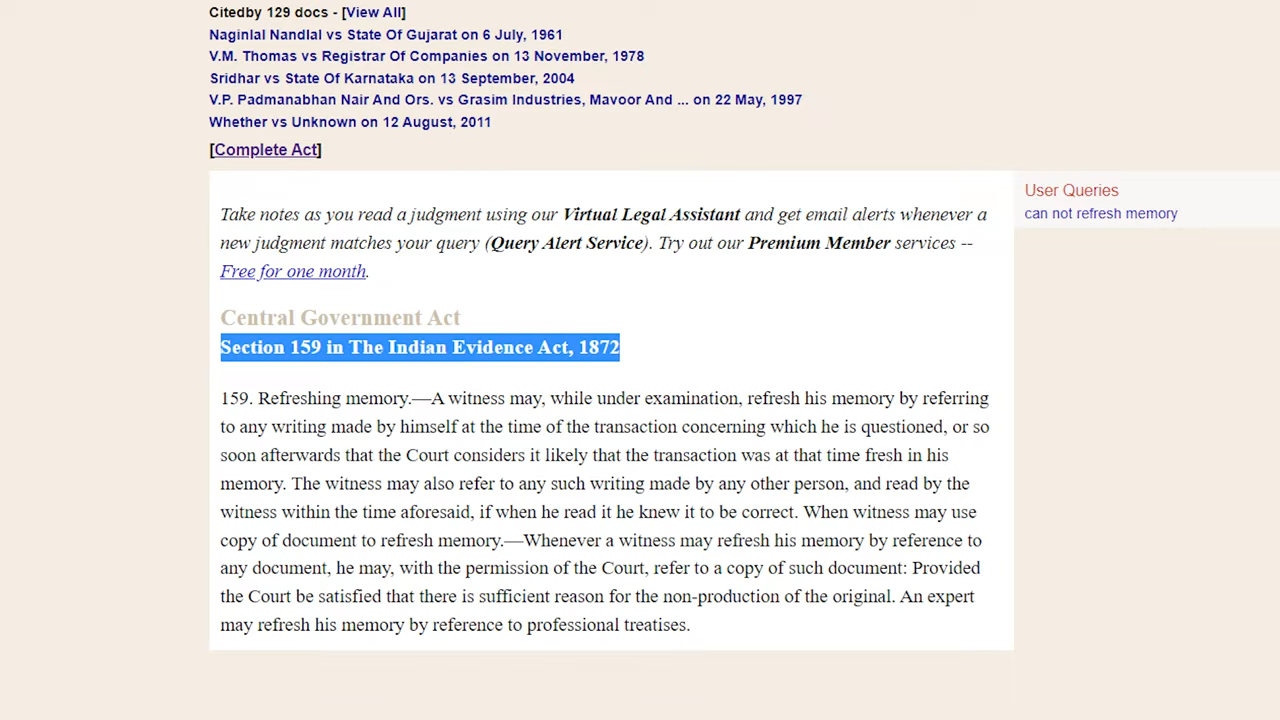 Citedby 129 docs - [View All]
Naginlal Nandlal vs State Of Gujarat on 6 July, 1961
V.M. Thomas vs Registrar Of Companies on 13 November, 1978
Sridhar vs State Of Karnataka on 13 September, 2004
V.P. Padmanabhan Nair And Ors. vs Grasim Industries, Mavoor And ... on 22 May, 1997
Whether vs Unknown on 12 August, 2011
[Complete Act]
User Queries
can not refresh memory
Take notes as you read a judgment using our Virtual Legal Assistant and get email alerts whenever a
new judgment matches your query (Query Alert Service). Try out our Premium Member services --
Free for one month.
Central Government Act
Section 159 in The Indian Evidence Act, 1872
159. Refreshing memory.—A witness may, while under examination, refresh his memory by referring
to any writing made by himself at the time of the transaction concerning which he is questioned, or so
soon afterwards that the Court considers it likely that the transaction was at that time fresh in his
memory. The witness may also refer to any such writing made by any other person, and read by the
witness within the time aforesaid, if when he read it he knew it to be correct. When witness may use
copy of document to refresh memory.—Whenever a witness may refresh his memory by reference to
any document, he may, with the permission of the Court, refer to a copy of such document: Provided
the Court be satisfied that there is sufficient reason for the non-production of the original. An expert
may refresh his memory by reference to professional treatises.